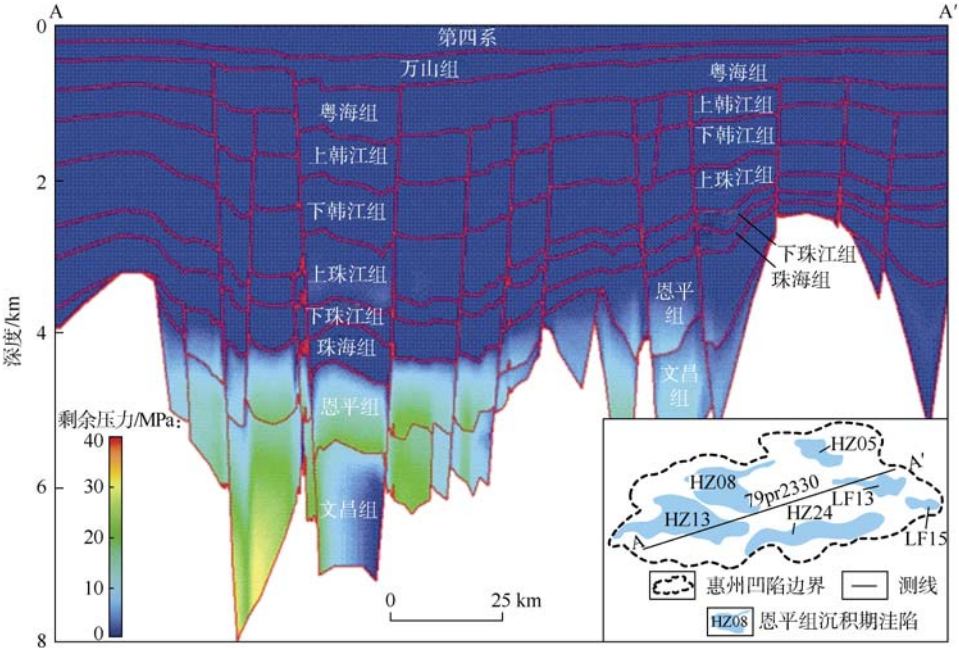 A
A′
0
2
4
6
8
深度/km
第四系
万山组
粤海组
粤海组
上韩江组
上韩江组
下韩江组
下韩江组
上珠江组
上珠江组
下珠江组
珠海组
下珠江组
珠海组
恩平
组
恩平组
文昌
组
文昌组
剩余压力/MPa:
40
30
20
10
0
0
25 km
HZ05
HZ08
79pr2330
A′
LF13
HZ13
HZ24
A
LF15
惠州凹陷边界
测线
HZ08
恩平组沉积期洼陷